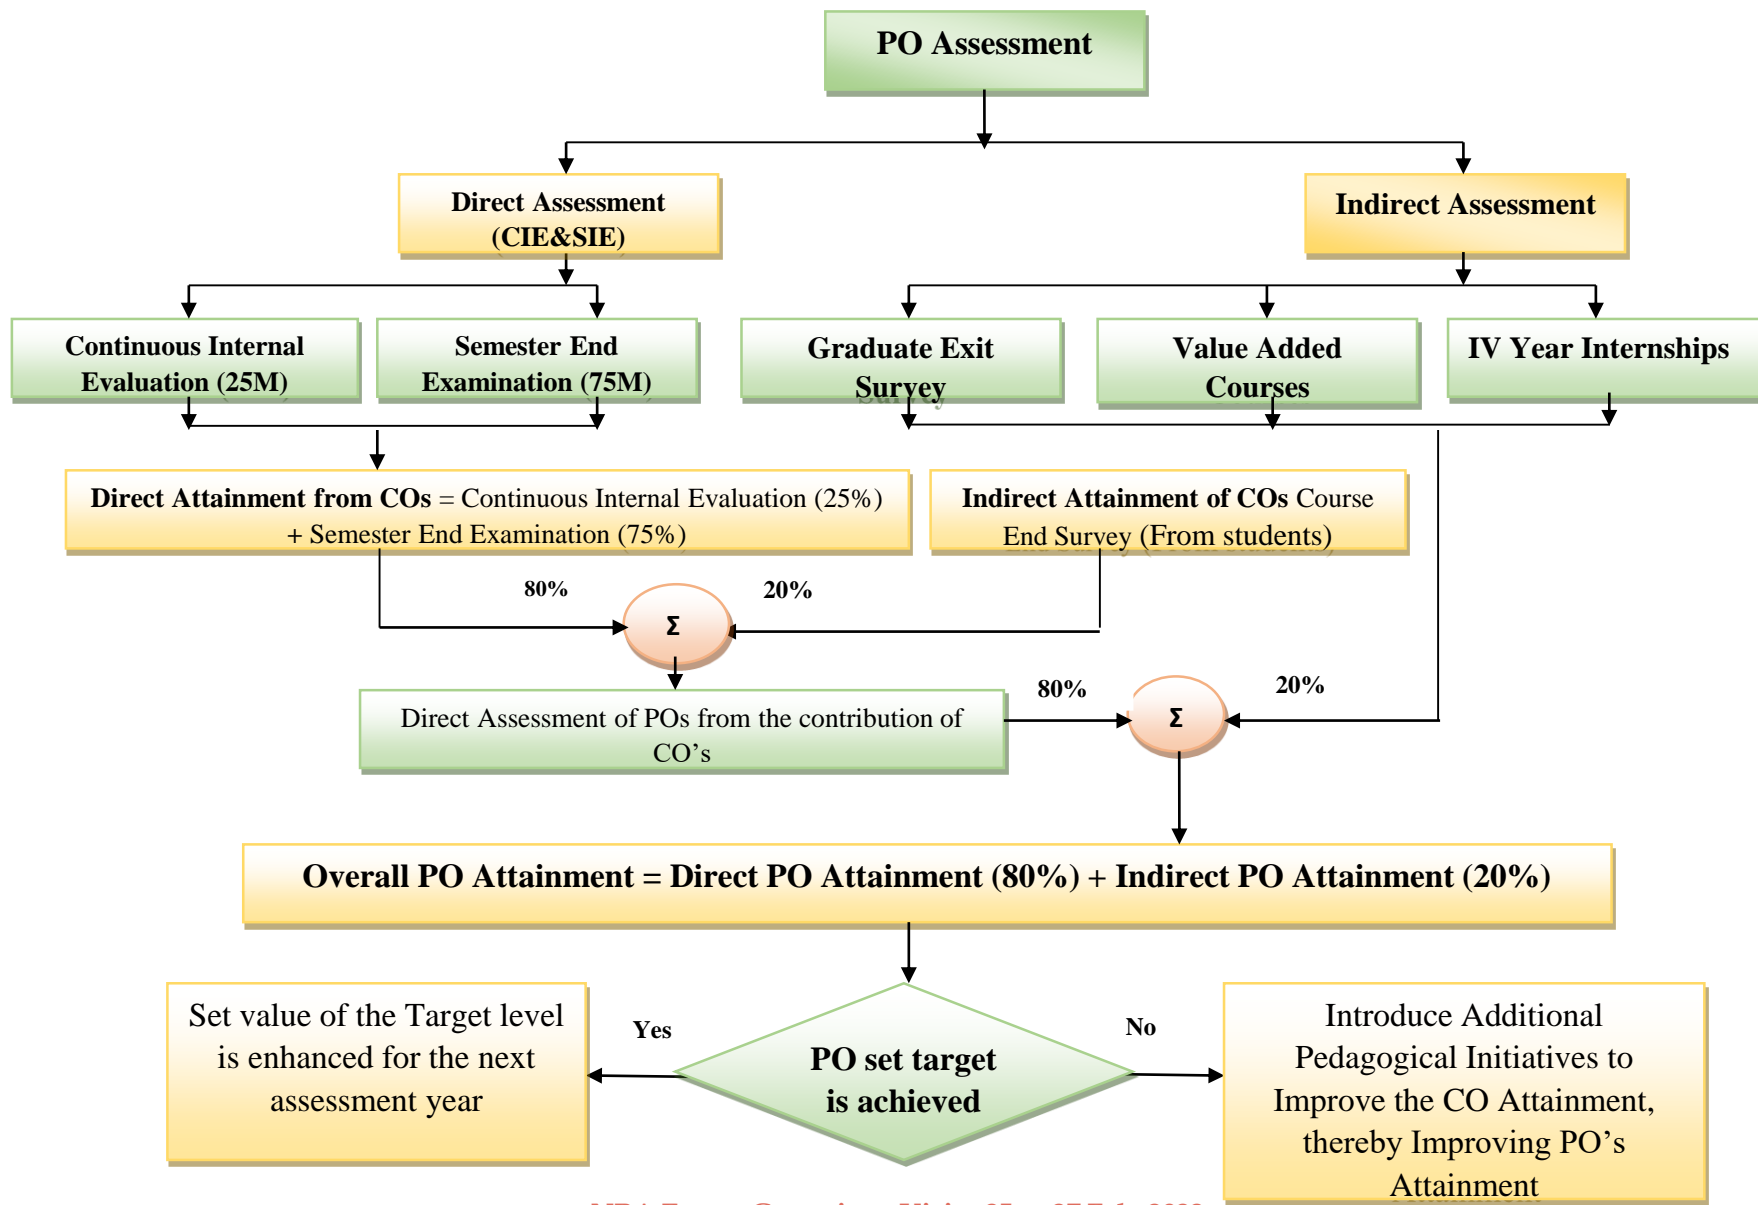 PO Assessment
Direct Assessment
(CIE&SIE)
Indirect Assessment
Continuous Internal
Evaluation (25M)
Semester End
Examination (75M)
Graduate Exit
Survey
Value Added
Courses
IV Year Internships
Direct Attainment from COs = Continuous Internal Evaluation (25%)
+ Semester End Examination (75%)
Indirect Attainment of COs Course
End Survey (From students)
80%
Σ
20%
Direct Assessment of POs from the contribution of
CO’s
80%
Σ
20%
Overall PO Attainment = Direct PO Attainment (80%) + Indirect PO Attainment (20%)
Set value of the Target level
is enhanced for the next
assessment year
Yes
PO set target
is achieved
No
Introduce Additional
Pedagogical Initiatives to
Improve the CO Attainment,
thereby Improving PO’s
Attainment